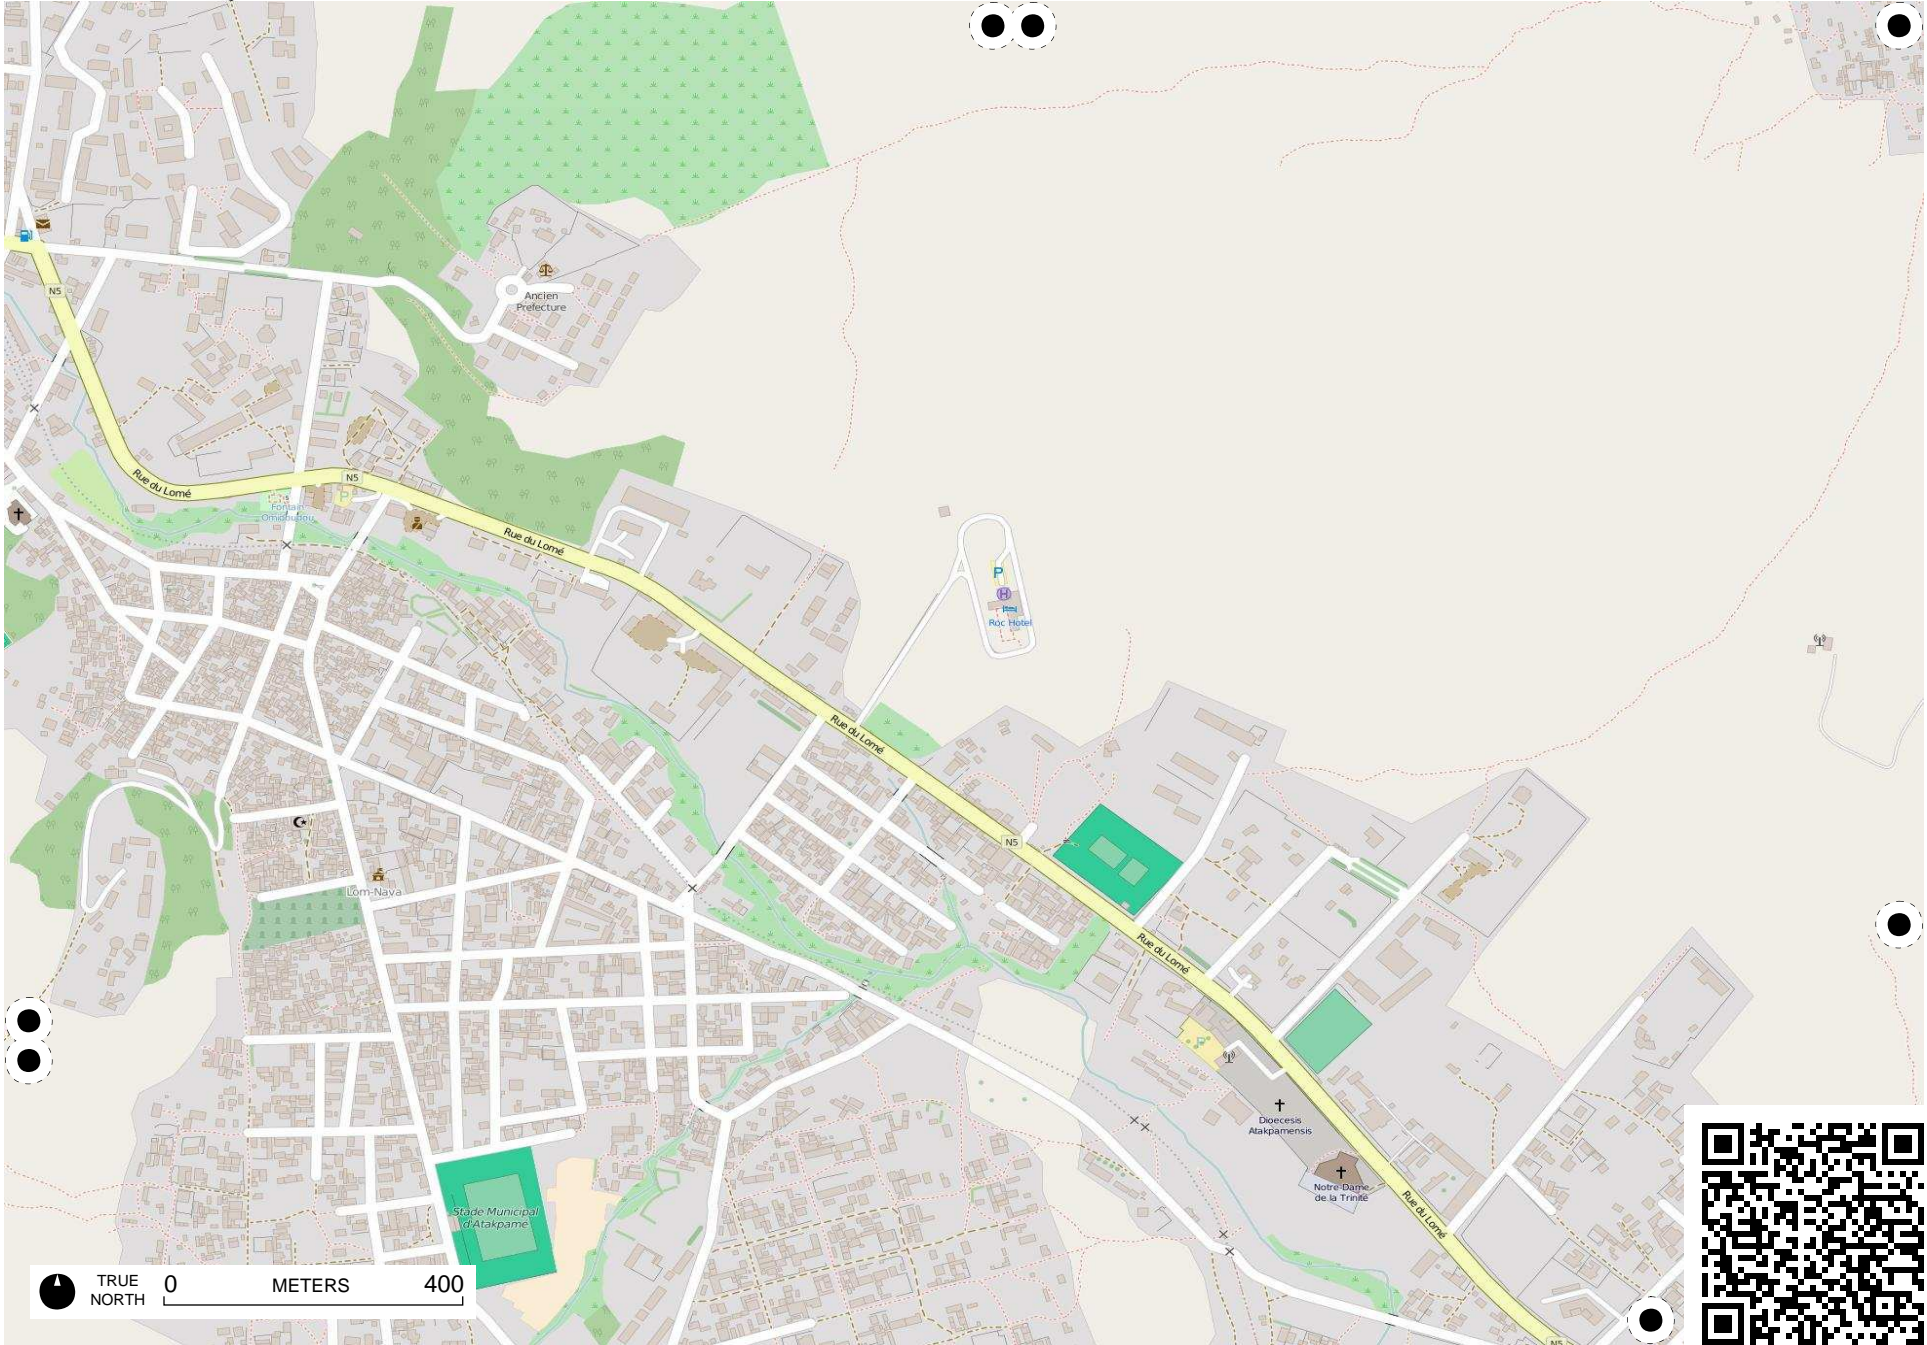 N5
Ancien
Prefecture
Rue du Lomé
N5
P
Fontain
Omidoudou
Rue du Lomé
P
H
Roc Hotel
Rue du Lomé
N5
Lom-Nava
Rue du Lomé
Dioecesis
Atakpamensis
Notre Dame
de la Trinité
Rue du Lomé
Stade Municipal
d'Atakpamé
TRUE
NORTH
0 METERS 400
N5